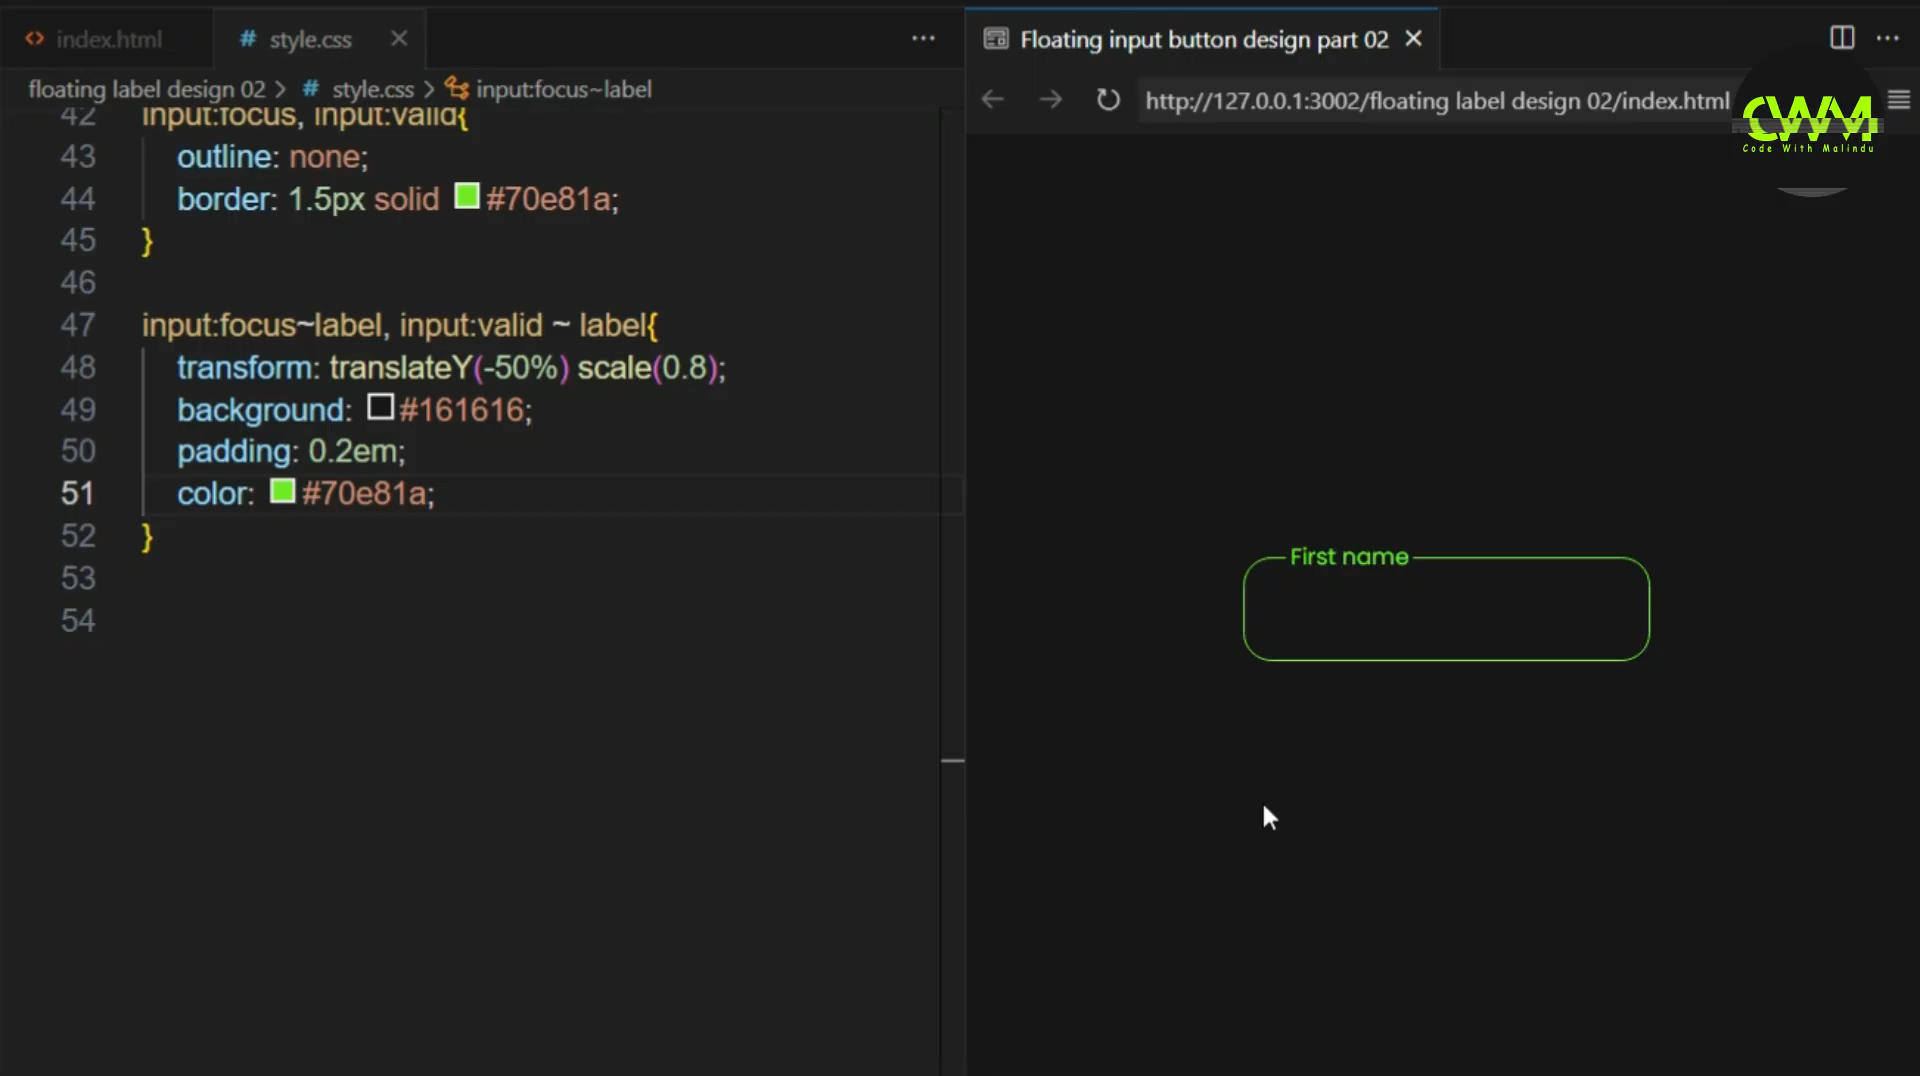 index.html
# style.css
floating label design 02 > # style.css > input:focus~label
42 input:focus, input:valid{
43 outline: none;
44 border: 1.5px solid #70e81a;
45 }
46
47 input:focus~label, input:valid ~ label{
48 transform: translateY(-50%) scale(0.8);
49 background: #161616;
50 padding: 0.2em;
51 color: #70e81a;
52 }
53
54
Floating input button design part 02
http://127.0.0.1:3002/floating label design 02/index.html
CWM
Code With Malindu
First name